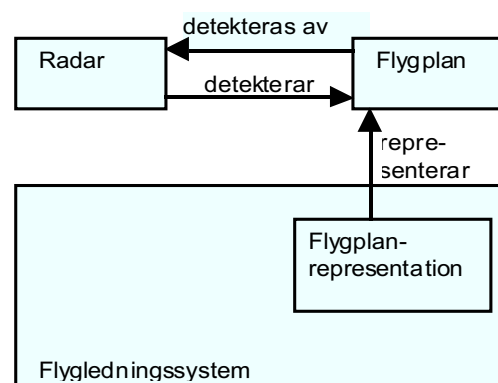 detekteras av
Radar
Flygplan
detekterar
repre-
senterar
Flygplan-
representation
Flygledningssystem